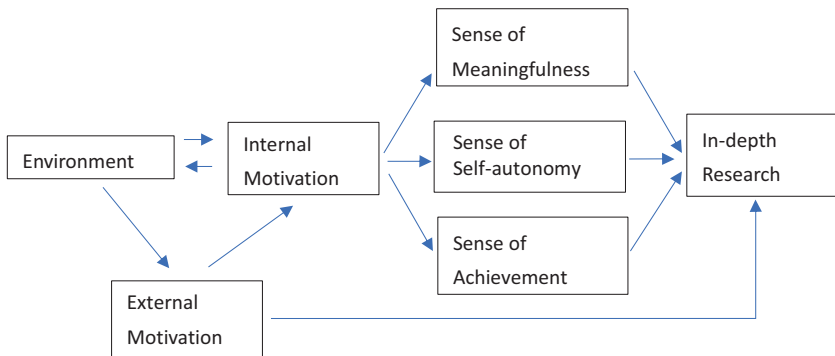 Environment
Internal
Motivation
External
Motivation
Sense of
Meaningfulness
Sense of
Self-autonomy
Sense of
Achievement
In-depth
Research